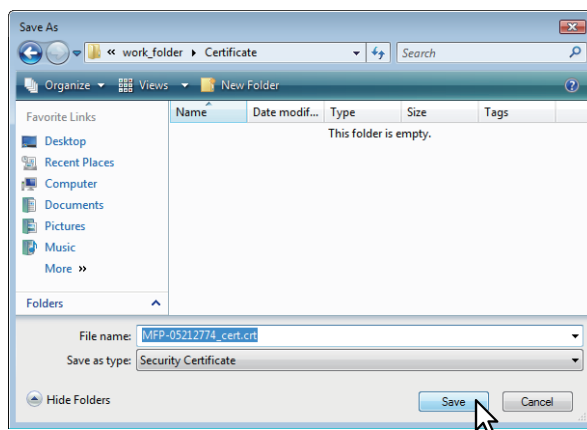 Save As
« work_folder ▸ Certificate Search
Organize Views New Folder
Favorite Links
Desktop
Recent Places
Computer
Documents
Pictures
Music
More »
Folders
Name Date modif... Type Size Tags
This folder is empty.
File name: MFP-05212774_cert.crt
Save as type: Security Certificate
Hide Folders Save Cancel